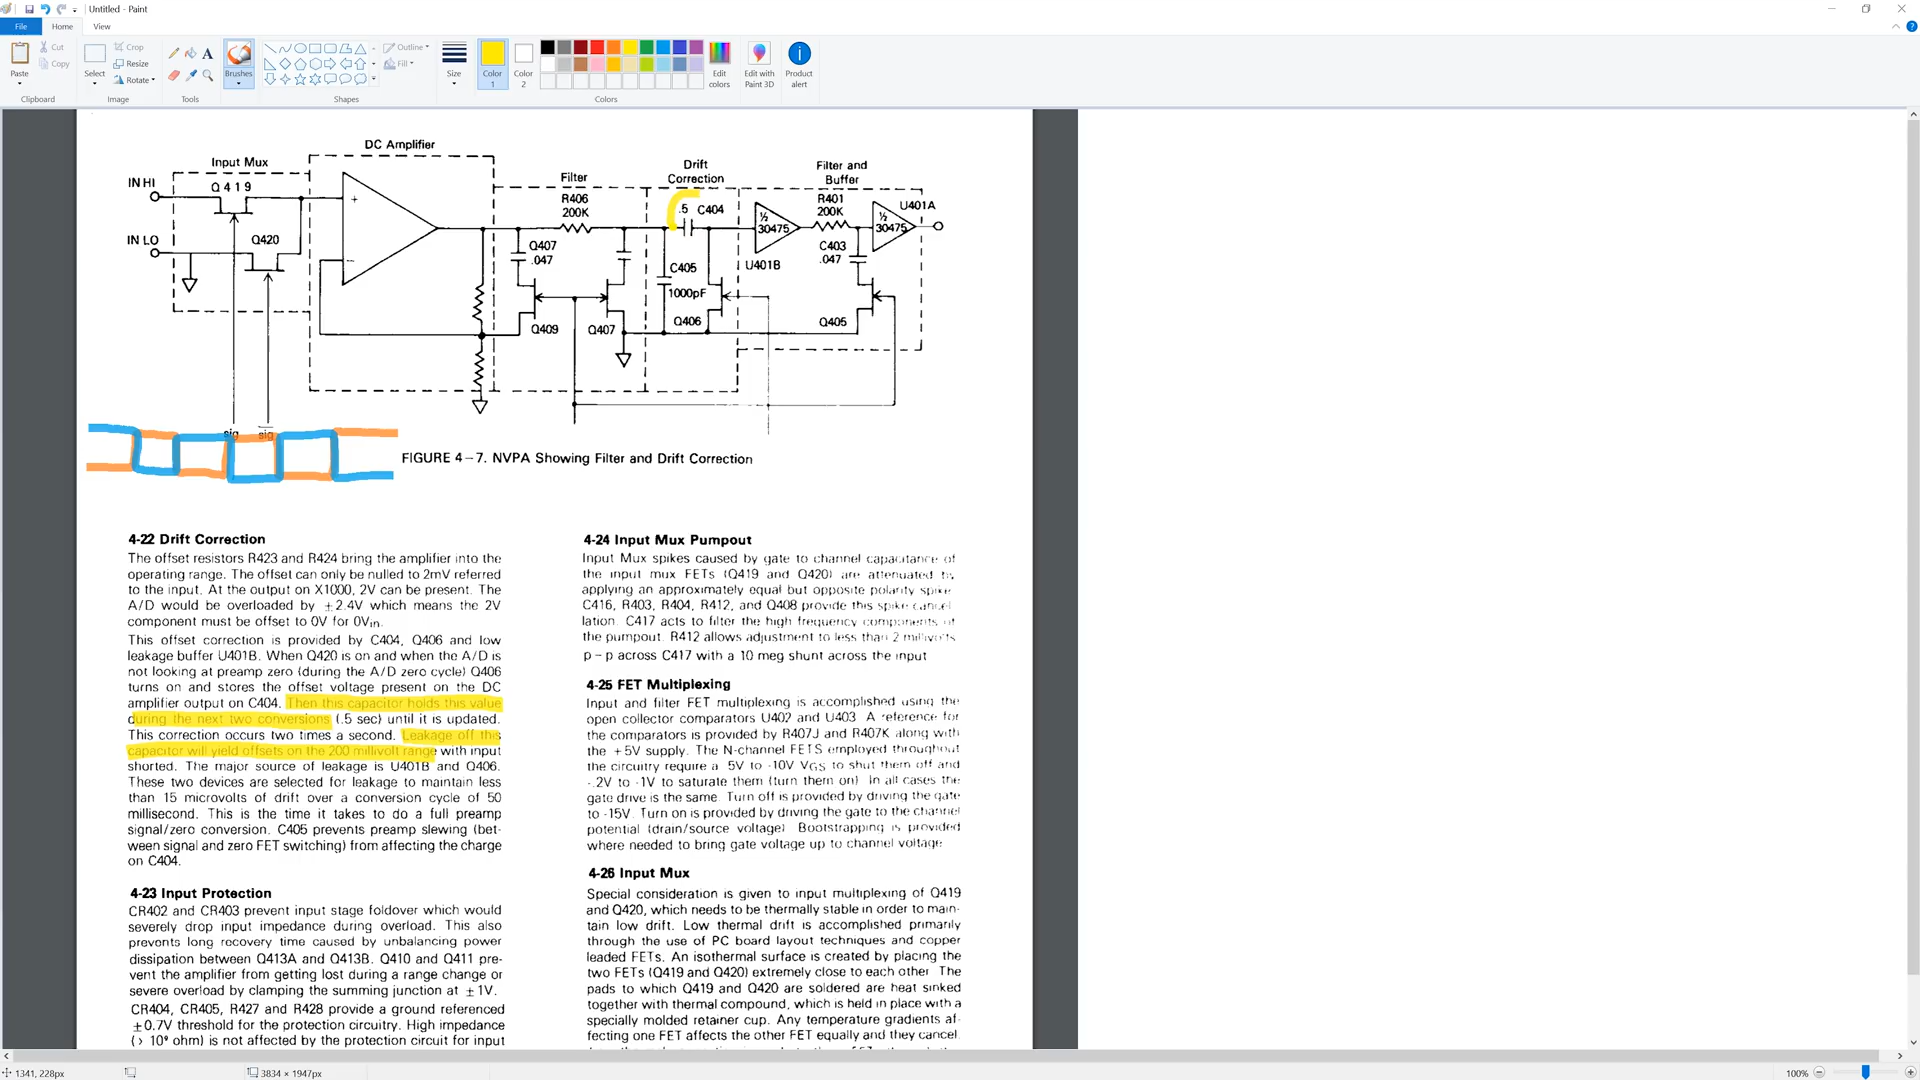 Untitled - Paint
File
Home
View
Paste
Cut
Copy
Clipboard
Select
Crop
Resize
Rotate
Image
A
Tools
Brushes
Outline
Fill
Shapes
Size
Color 1
Color 2
Edit colors
Colors
Edit with Paint 3D
Product alert
DC Amplifier
Input Mux
IN HI
Q 4 1 9
IN LO
Q420
Filter
R406
200K
Q407
.047
Q409
Q407
Drift
Correction
.5 C404
C405
1000pF
Q406
Filter and
Buffer
½
30475
U401B
R401
200K
U401A
½
30475
C403
.047
Q405
sig
sig
FIGURE 4-7. NVPA Showing Filter and Drift Correction
4-22 Drift Correction
The offset resistors R423 and R424 bring the amplifier into the
operating range. The offset can only be nulled to 2mV referred
to the input. At the output on X1000, 2V can be present. The
A/D would be overloaded by ±2.4V which means the 2V
component must be offset to 0V for 0Vin.
This offset correction is provided by C404, Q406 and low
leakage buffer U401B. When Q420 is on and when the A/D is
not looking at preamp zero (during the A/D zero cycle) Q406
turns on and stores the offset voltage present on the DC
amplifier output on C404. Then this capacitor holds this value
during the next two conversions (.5 sec) until it is updated.
This correction occurs two times a second. Leakage off this
capacitor will yield offsets on the 200 millivolt range with input
shorted. The major source of leakage is U401B and Q406.
These two devices are selected for leakage to maintain less
than 15 microvolts of drift over a conversion cycle of 50
millisecond. This is the time it takes to do a full preamp
signal/zero conversion. C405 prevents preamp slewing (bet-
ween signal and zero FET switching) from affecting the charge
on C404.
4-23 Input Protection
CR402 and CR403 prevent input stage foldover which would
severely drop input impedance during overload. This also
prevents long recovery time caused by unbalancing power
dissipation between Q413A and Q413B. Q410 and Q411 pre-
vent the amplifier from getting lost during a range change or
severe overload by clamping the summing junction at ±1V.
CR404, CR405, R427 and R428 provide a ground referenced
±0.7V threshold for the protection circuitry. High impedance
(> 10⁹ ohm) is not affected by the protection circuit for input
4-24 Input Mux Pumpout
Input Mux spikes caused by gate to channel capacitance of
the input mux FETs (Q419 and Q420) are attenuated by
applying an approximately equal but opposite polarity spike
C416, R403, R404, R412, and Q408 provide this spike cancel
lation. C417 acts to filter the high frequency components of
the pumpout. R412 allows adjustment to less than 2 millivolts
p-p across C417 with a 10 meg shunt across the input
4-25 FET Multiplexing
Input and filter FET multiplexing is accomplished using the
open collector comparators U402 and U403 A reference for
the comparators is provided by R407J and R407K along with
the +5V supply. The N-channel FETS employed throughout
the circuitry require a 5V to -10V VGS to shut them off and
-.2V to -1V to saturate them (turn them on) In all cases the
gate drive is the same Turn off is provided by driving the gate
to -15V. Turn on is provided by driving the gate to the channel
potential (drain/source voltage) Bootstrapping is provided
where needed to bring gate voltage up to channel voltage
4-26 Input Mux
Special consideration is given to input multiplexing of Q419
and Q420, which needs to be thermally stable in order to main-
tain low drift. Low thermal drift is accomplished primarily
through the use of PC board layout techniques and copper
leaded FETs. An isothermal surface is created by placing the
two FETs (Q419 and Q420) extremely close to each other The
pads to which Q419 and Q420 are soldered are heat sinked
together with thermal compound, which is held in place with a
specially molded retainer cup. Any temperature gradients af-
fecting one FET affects the other FET equally and they cancel.
1341, 228px
3834 × 1947px
100%